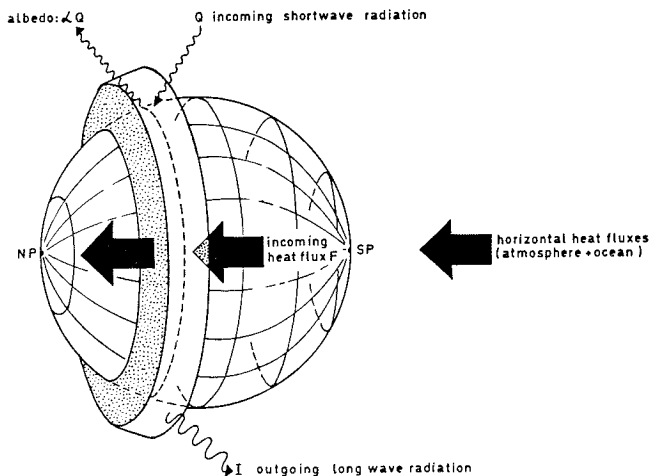 albedo: αQ
Q incoming shortwave radiation
NP
incoming
heat flux F
SP
horizontal heat fluxes
(atmosphere + ocean)
I outgoing long wave radiation